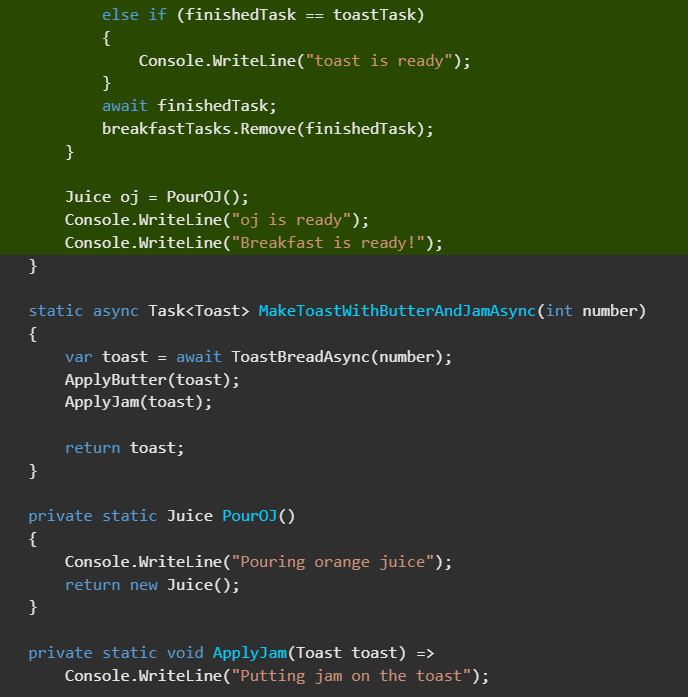 else if (finishedTask == toastTask)
{
Console.WriteLine("toast is ready");
}
await finishedTask;
breakfastTasks.Remove(finishedTask);
}
Juice oj = PourOJ();
Console.WriteLine("oj is ready");
Console.WriteLine("Breakfast is ready!");
}
static async Task<Toast> MakeToastWithButterAndJamAsync(int number)
{
var toast = await ToastBreadAsync(number);
ApplyButter(toast);
ApplyJam(toast);
return toast;
}
private static Juice PourOJ()
{
Console.WriteLine("Pouring orange juice");
return new Juice();
}
private static void ApplyJam(Toast toast) =>
Console.WriteLine("Putting jam on the toast");